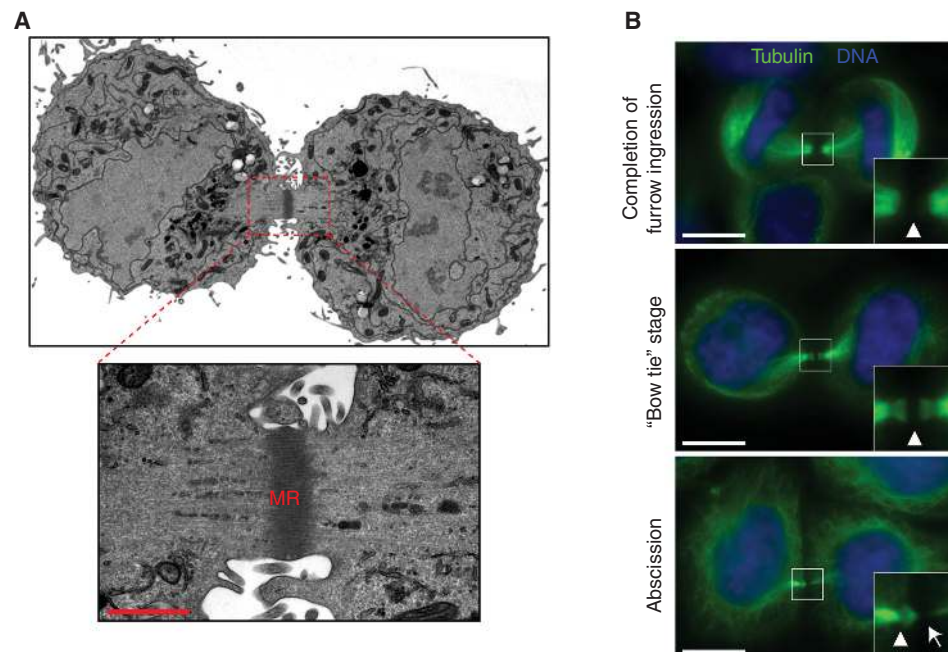 A
MR
B
Tubulin DNA
Completion of
furrow ingression
“Bow tie” stage
Abscission